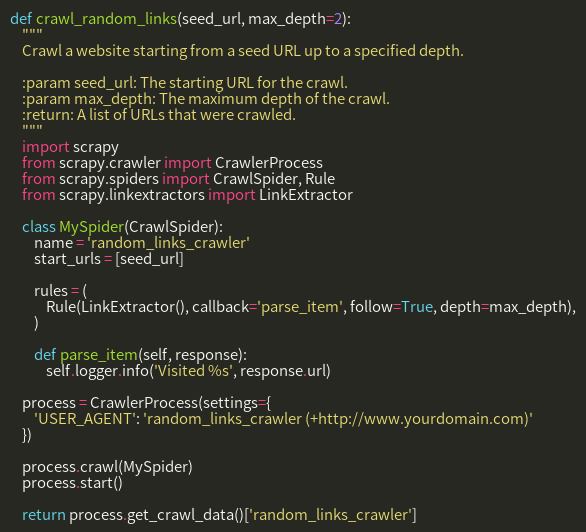 def crawl_random_links(seed_url, max_depth=2):
    """
    Crawl a website starting from a seed URL up to a specified depth.

    :param seed_url: The starting URL for the crawl.
    :param max_depth: The maximum depth of the crawl.
    :return: A list of URLs that were crawled.
    """
    import scrapy
    from scrapy.crawler import CrawlerProcess
    from scrapy.spiders import CrawlSpider, Rule
    from scrapy.linkextractors import LinkExtractor

    class MySpider(CrawlSpider):
        name = 'random_links_crawler'
        start_urls = [seed_url]

        rules = (
            Rule(LinkExtractor(), callback='parse_item', follow=True, depth=max_depth),
        )

        def parse_item(self, response):
            self.logger.info('Visited %s', response.url)

    process = CrawlerProcess(settings={
        'USER_AGENT': 'random_links_crawler (+http://www.yourdomain.com)'
    })

    process.crawl(MySpider)
    process.start()

    return process.get_crawl_data()['random_links_crawler']